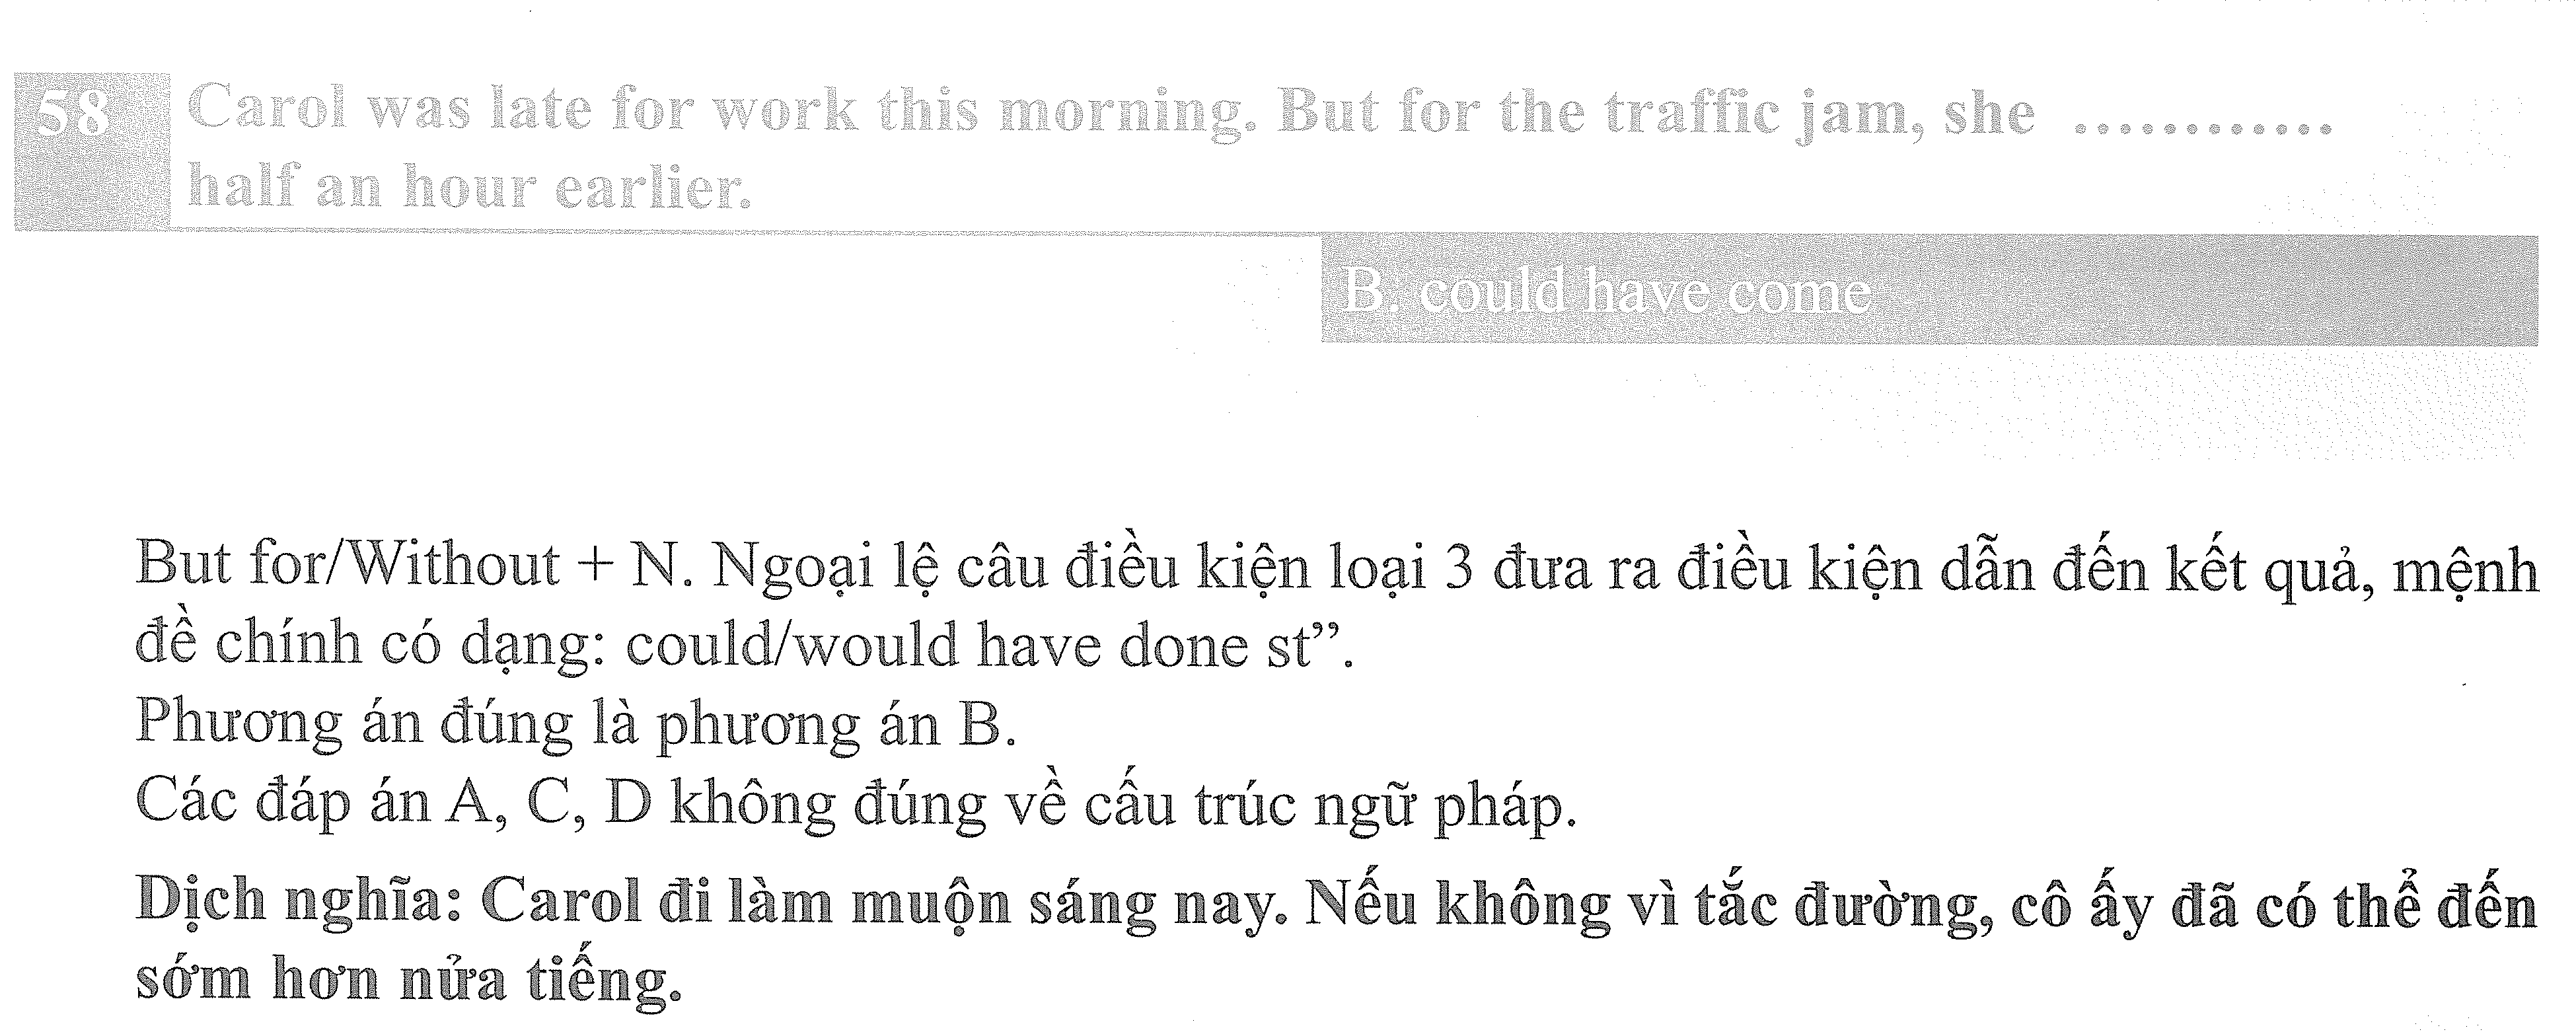 58 Carol was late for work this morning. But for the traffic jam, she ............
half an hour earlier.
B. could have come
But for/Without + N. Ngoại lệ câu điều kiện loại 3 đưa ra điều kiện dẫn đến kết quả, mệnh
đề chính có dạng: could/would have done st”.
Phương án đúng là phương án B.
Các đáp án A, C, D không đúng về cấu trúc ngữ pháp.
Dịch nghĩa: Carol đi làm muộn sáng nay. Nếu không vì tắc đường, cô ấy đã có thể đến
sớm hơn nửa tiếng.